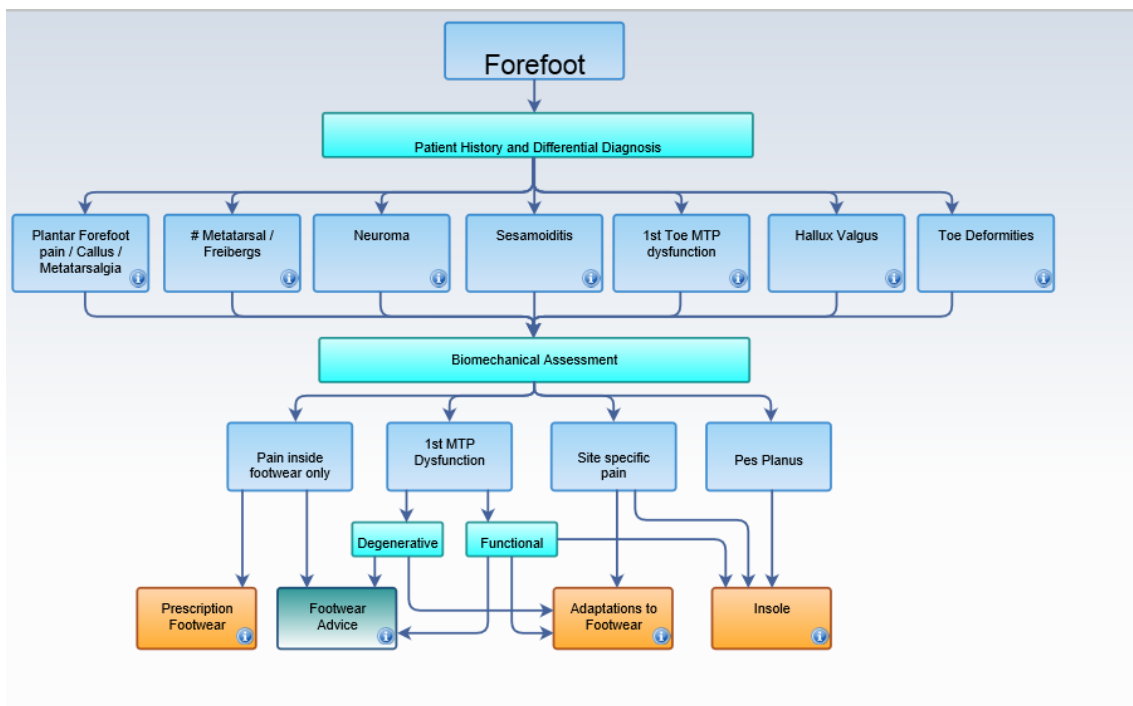 Forefoot
Patient History and Differential Diagnosis
Plantar Forefoot
pain / Callus /
Metatarsalgia
# Metatarsal /
Freibergs
Neuroma
Sesamoiditis
1st Toe MTP
dysfunction
Hallux Valgus
Toe Deformities
Biomechanical Assessment
Pain inside
footwear only
1st MTP
Dysfunction
Site specific
pain
Pes Planus
Degenerative
Functional
Prescription
Footwear
Footwear
Advice
Adaptations to
Footwear
Insole